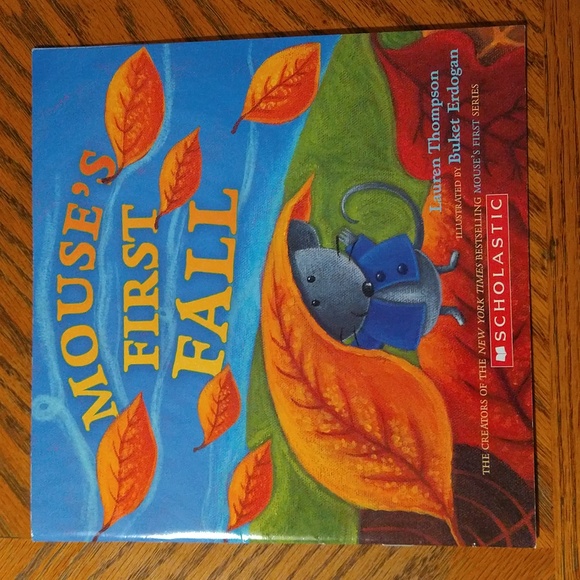 MOUSE'S
FIRST
FALL
Lauren Thompson
ILLUSTRATED BY Buket Erdogan
THE CREATORS OF THE NEW YORK TIMES BESTSELLING MOUSE'S FIRST SERIES
SCHOLASTIC